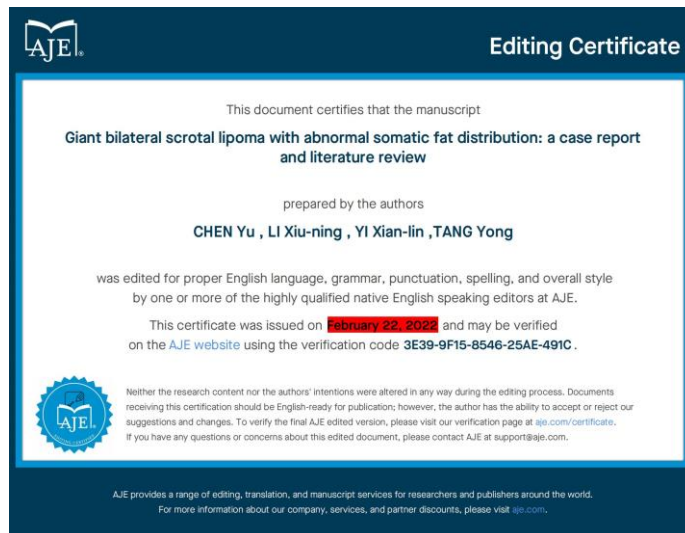 AJE®
Editing Certificate
This document certifies that the manuscript
Giant bilateral scrotal lipoma with abnormal somatic fat distribution: a case report
and literature review
prepared by the authors
CHEN Yu , LI Xiu-ning , YI Xian-lin ,TANG Yong
was edited for proper English language, grammar, punctuation, spelling, and overall style
by one or more of the highly qualified native English speaking editors at AJE.
This certificate was issued on February 22, 2022 and may be verified
on the AJE website using the verification code 3E39-9F15-8546-25AE-491C .
Neither the research content nor the authors' intentions were altered in any way during the editing process. Documents
receiving this certification should be English-ready for publication; however, the author has the ability to accept or reject our
suggestions and changes. To verify the final AJE edited version, please visit our verification page at aje.com/certificate.
If you have any questions or concerns about this edited document, please contact AJE at support@aje.com.
AJE
AJE provides a range of editing, translation, and manuscript services for researchers and publishers around the world.
For more information about our company, services, and partner discounts, please visit aje.com.